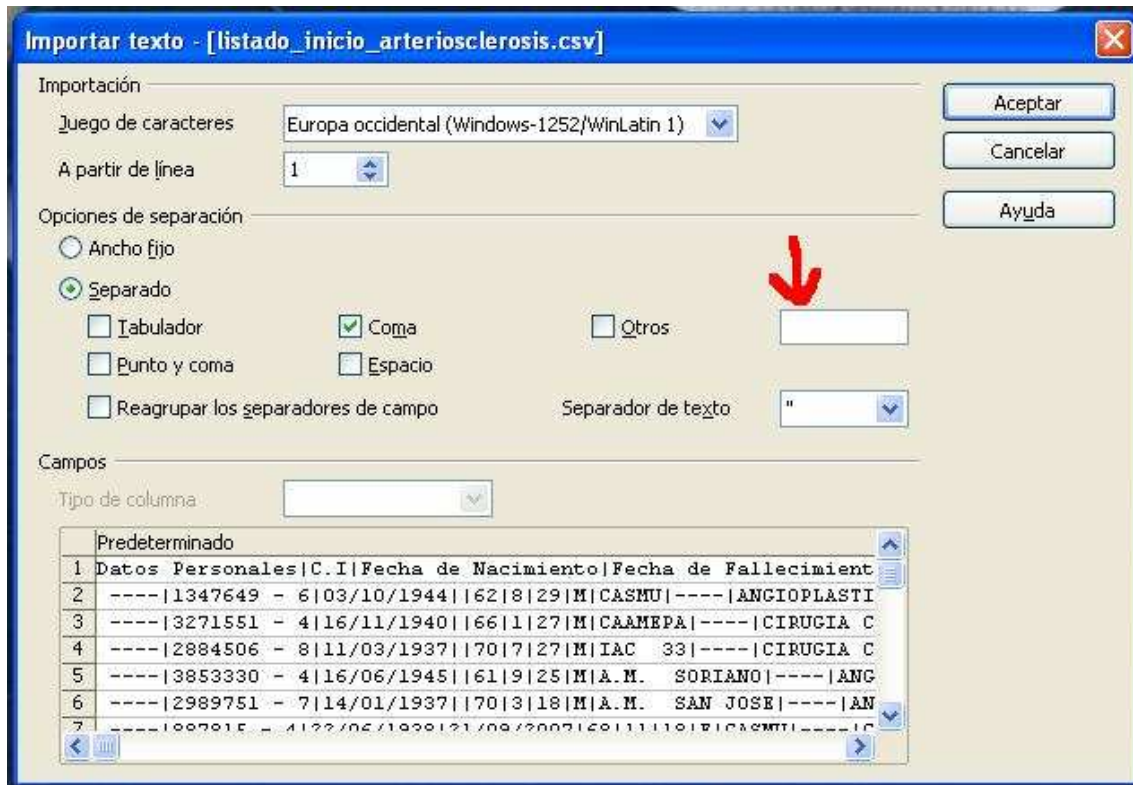 Importar texto - [listado_inicio_arteriosclerosis.csv]
Importación
Juego de caracteres Europa occidental (Windows-1252/WinLatin 1)
A partir de línea 1
Aceptar
Cancelar
Ayuda
Opciones de separación
Ancho fijo
Separado
Tabulador Coma Otros
Punto y coma Espacio
Reagrupar los separadores de campo Separador de texto "
Campos
Tipo de columna
Predeterminado
1 Datos Personales|C.I|Fecha de Nacimiento|Fecha de Fallecimient
2 ----|1347649 - 6|03/10/1944||62|8|29|M|CASMU|----|ANGIOPLASTI
3 ----|3271551 - 4|16/11/1940||66|1|27|M|CAAMEPA|----|CIRUGIA C
4 ----|2884506 - 8|11/03/1937||70|7|27|M|IAC 33|----|CIRUGIA C
5 ----|3853330 - 4|16/06/1945||61|9|25|M|A.M. SORIANO|----|ANG
6 ----|2989751 - 7|14/01/1937||70|3|18|M|A.M. SAN JOSE|----|AN
7